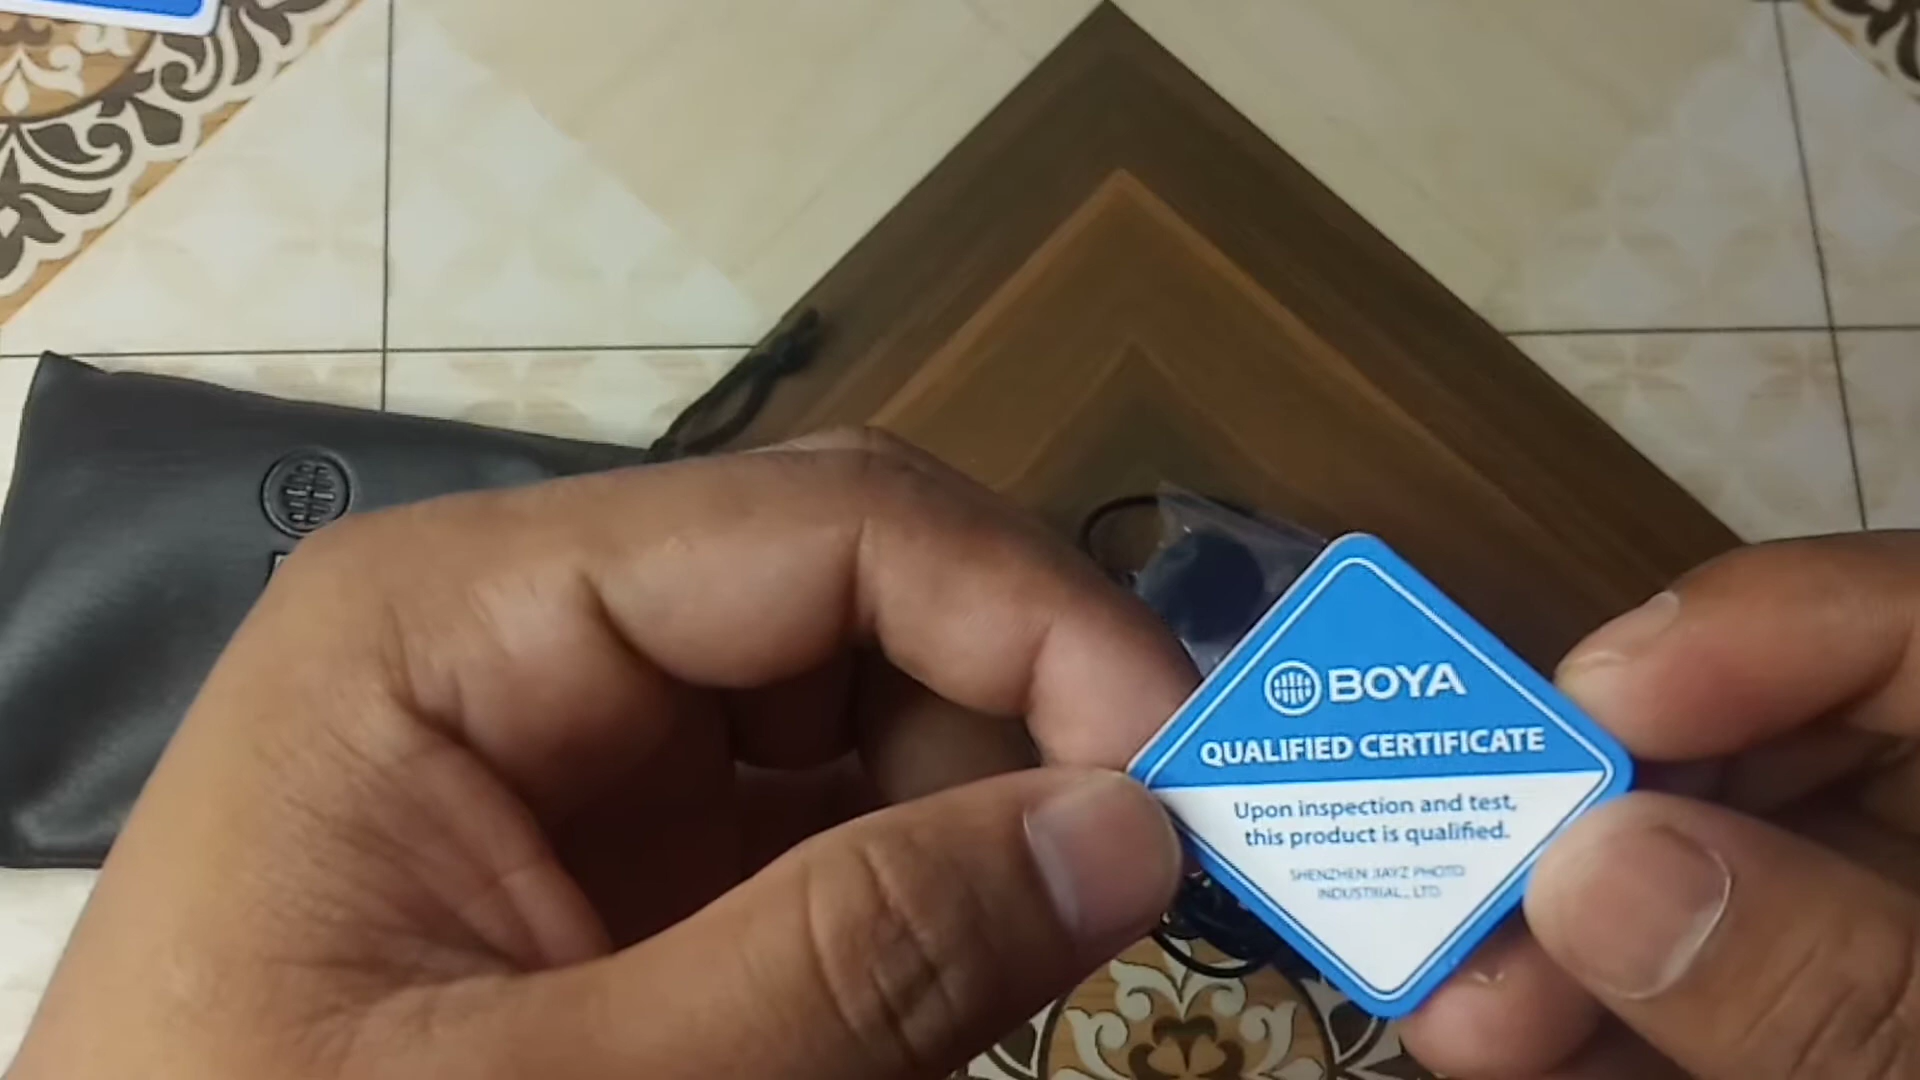 BOYA
QUALIFIED CERTIFICATE
Upon inspection and test,
this product is qualified.
SHENZHEN JIAYZ PHOTO
INDUSTRIAL., LTD